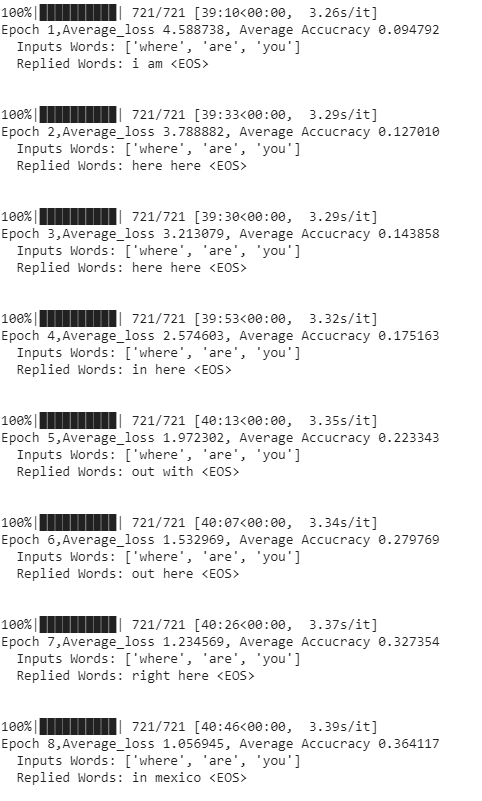 100%|██████████| 721/721 [39:10<00:00,  3.26s/it]
Epoch 1,Average_loss 4.588738, Average Accucracy 0.094792
  Inputs Words: ['where', 'are', 'you']
  Replied Words: i am <EOS>
100%|██████████| 721/721 [39:33<00:00,  3.29s/it]
Epoch 2,Average_loss 3.788882, Average Accucracy 0.127010
  Inputs Words: ['where', 'are', 'you']
  Replied Words: here here <EOS>
100%|██████████| 721/721 [39:30<00:00,  3.29s/it]
Epoch 3,Average_loss 3.213079, Average Accucracy 0.143858
  Inputs Words: ['where', 'are', 'you']
  Replied Words: here here <EOS>
100%|██████████| 721/721 [39:53<00:00,  3.32s/it]
Epoch 4,Average_loss 2.574603, Average Accucracy 0.175163
  Inputs Words: ['where', 'are', 'you']
  Replied Words: in here <EOS>
100%|██████████| 721/721 [40:13<00:00,  3.35s/it]
Epoch 5,Average_loss 1.972302, Average Accucracy 0.223343
  Inputs Words: ['where', 'are', 'you']
  Replied Words: out with <EOS>
100%|██████████| 721/721 [40:07<00:00,  3.34s/it]
Epoch 6,Average_loss 1.532969, Average Accucracy 0.279769
  Inputs Words: ['where', 'are', 'you']
  Replied Words: out here <EOS>
100%|██████████| 721/721 [40:26<00:00,  3.37s/it]
Epoch 7,Average_loss 1.234569, Average Accucracy 0.327354
  Inputs Words: ['where', 'are', 'you']
  Replied Words: right here <EOS>
100%|██████████| 721/721 [40:46<00:00,  3.39s/it]
Epoch 8,Average_loss 1.056945, Average Accucracy 0.364117
  Inputs Words: ['where', 'are', 'you']
  Replied Words: in mexico <EOS>